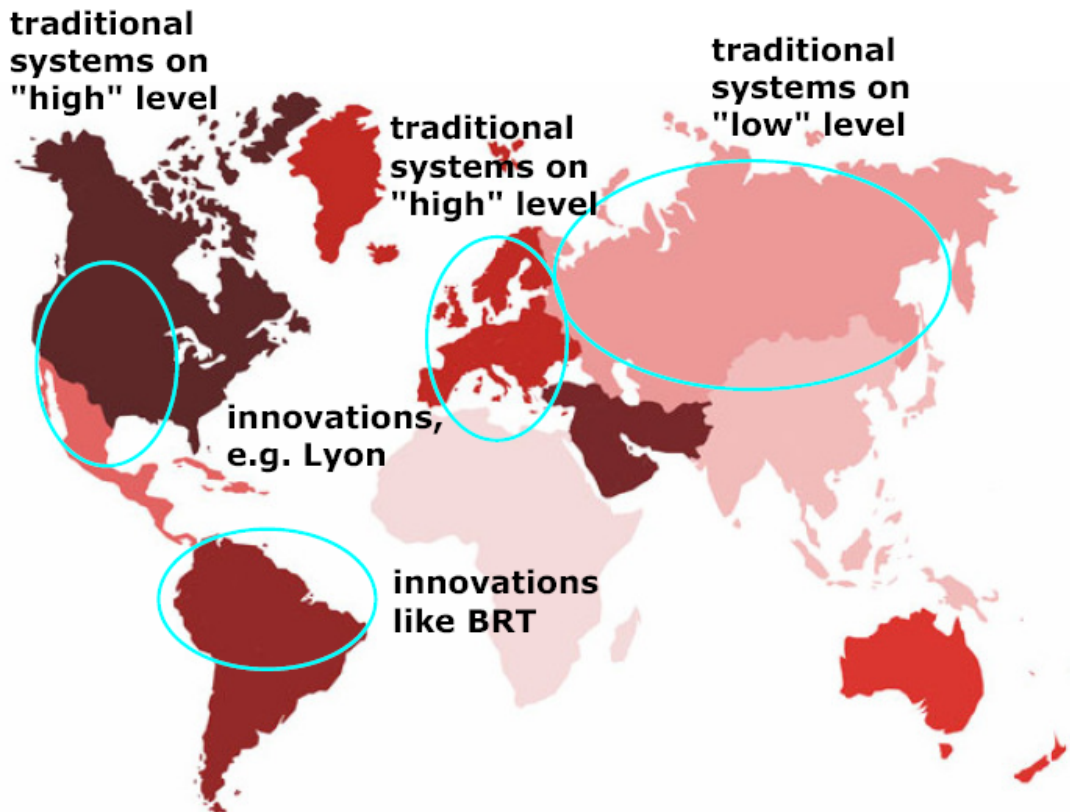 traditional
systems on
"high" level
traditional
systems on
"high" level
traditional
systems on
"low" level
innovations,
e.g. Lyon
innovations
like BRT